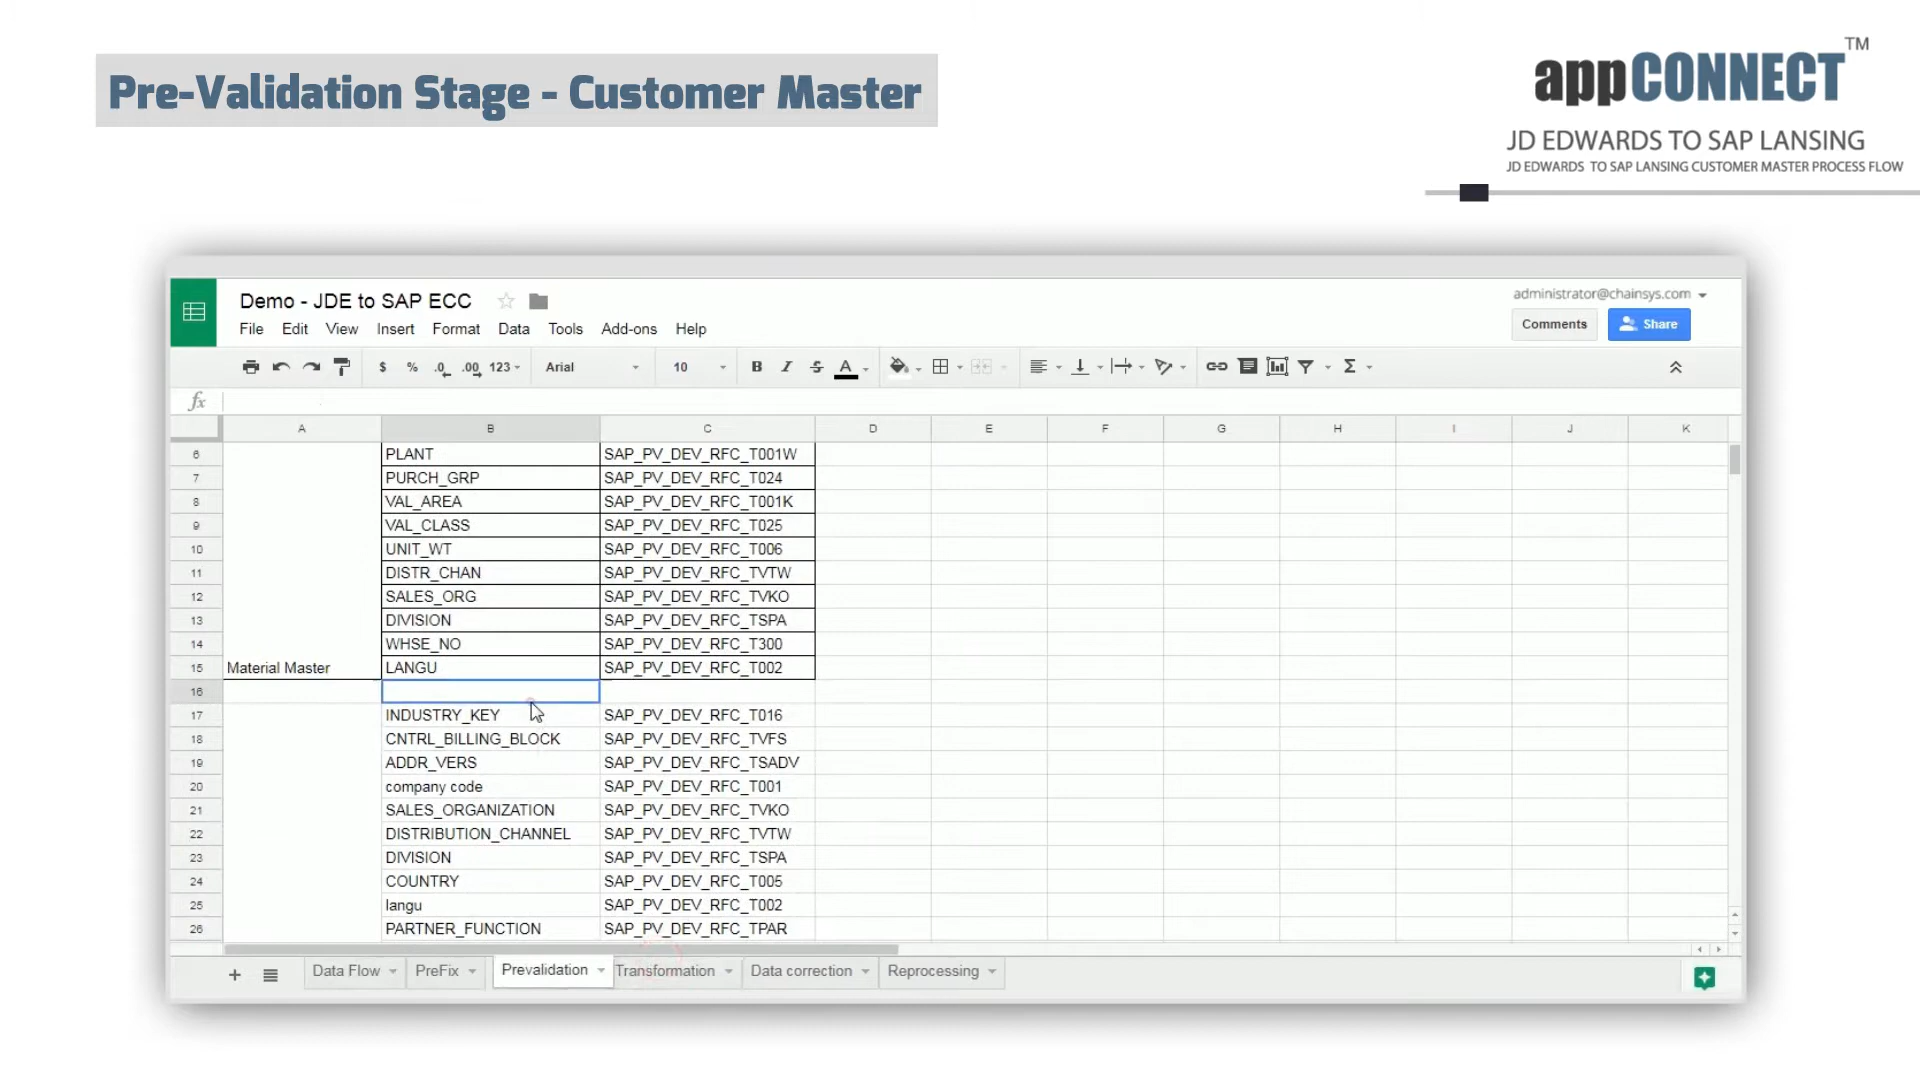 Pre-Validation Stage - Customer Master
appCONNECT™
JD EDWARDS TO SAP LANSING
JD EDWARDS TO SAP LANSING CUSTOMER MASTER PROCESS FLOW
Demo - JDE to SAP ECC
administrator@chainsys.com
File Edit View Insert Format Data Tools Add-ons Help
Comments Share
$ % .0 .00 123 Arial 10 B I S A Σ
fx
A B C D E F G H I J K
6 PLANT SAP_PV_DEV_RFC_T001W
7 PURCH_GRP SAP_PV_DEV_RFC_T024
8 VAL_AREA SAP_PV_DEV_RFC_T001K
9 VAL_CLASS SAP_PV_DEV_RFC_T025
10 UNIT_WT SAP_PV_DEV_RFC_T006
11 DISTR_CHAN SAP_PV_DEV_RFC_TVTW
12 SALES_ORG SAP_PV_DEV_RFC_TVKO
13 DIVISION SAP_PV_DEV_RFC_TSPA
14 WHSE_NO SAP_PV_DEV_RFC_T300
15 Material Master LANGU SAP_PV_DEV_RFC_T002
16
17 INDUSTRY_KEY SAP_PV_DEV_RFC_T016
18 CNTRL_BILLING_BLOCK SAP_PV_DEV_RFC_TVFS
19 ADDR_VERS SAP_PV_DEV_RFC_TSADV
20 company code SAP_PV_DEV_RFC_T001
21 SALES_ORGANIZATION SAP_PV_DEV_RFC_TVKO
22 DISTRIBUTION_CHANNEL SAP_PV_DEV_RFC_TVTW
23 DIVISION SAP_PV_DEV_RFC_TSPA
24 COUNTRY SAP_PV_DEV_RFC_T005
25 langu SAP_PV_DEV_RFC_T002
26 PARTNER_FUNCTION SAP_PV_DEV_RFC_TPAR
Data Flow PreFix Prevalidation Transformation Data correction Reprocessing